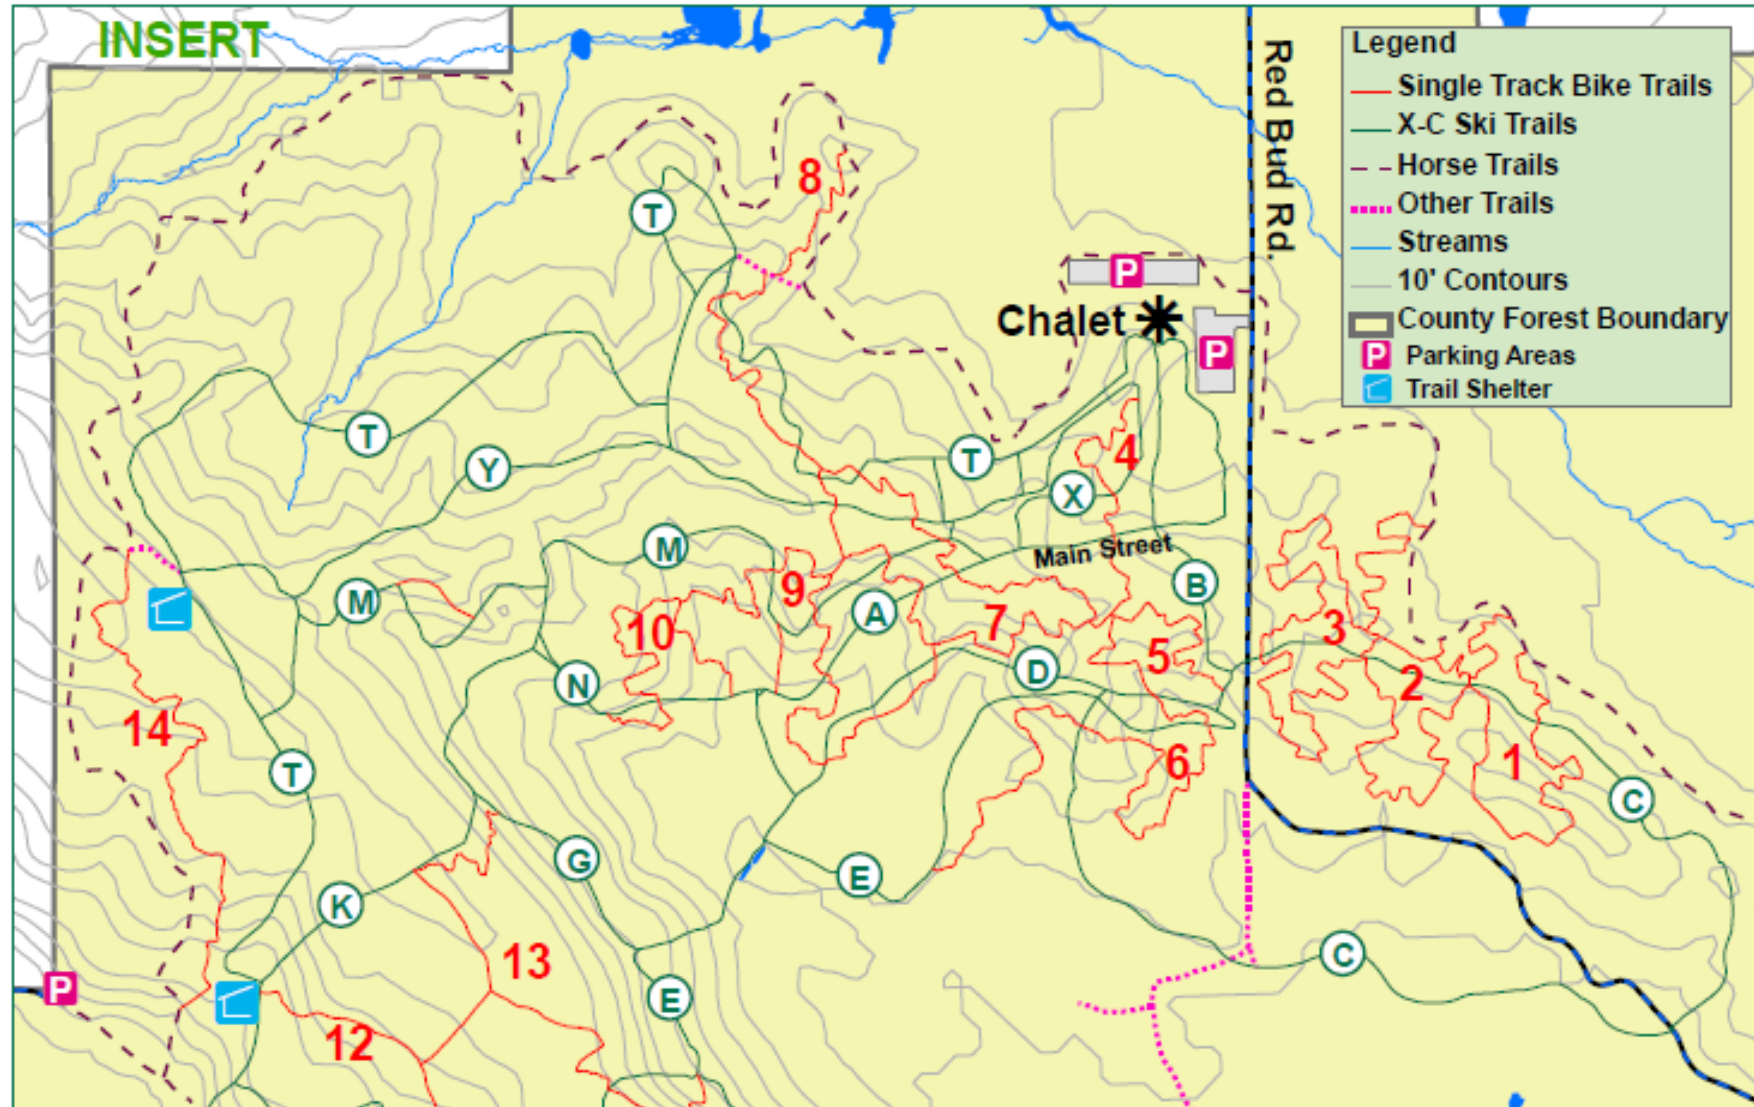 INSERT
Red Bud Rd.
Legend
Single Track Bike Trails
X-C Ski Trails
Horse Trails
Other Trails
Streams
10' Contours
County Forest Boundary
P Parking Areas
Trail Shelter
8
T
P
Chalet
P
T
Y
T
4
X
M
Main Street
M
9
A
B
10
7
3
N
D
5
2
14
T
6
1
C
G
E
K
13
C
P
E
12